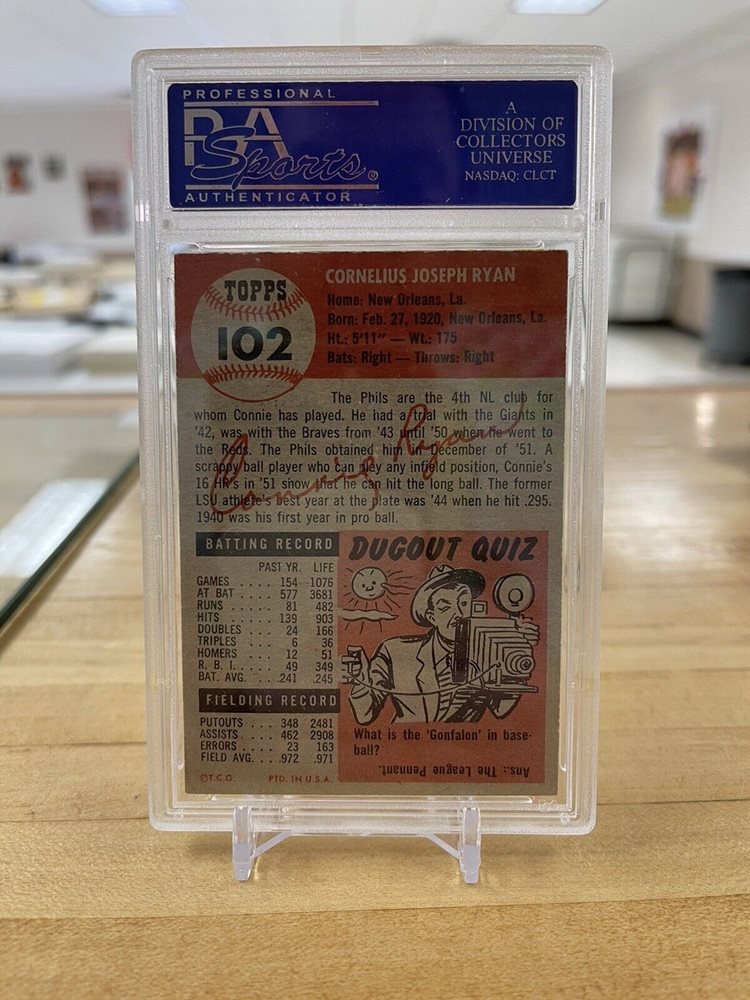 PROFESSIONAL
PSA
Sports®
AUTHENTICATOR
A
DIVISION OF
COLLECTORS
UNIVERSE
NASDAQ: CLCT
TOPPS
102
CORNELIUS JOSEPH RYAN
Home: New Orleans, La.
Born: Feb. 27, 1920, New Orleans, La.
Ht.: 5'11" — Wt.: 175
Bats: Right — Throws: Right
The Phils are the 4th NL club for
whom Connie has played. He had a trial with the Giants in
'42, was with the Braves from '43 until '50 when he went to
the Reds. The Phils obtained him in December of '51. A
scrappy ball player who can play any infield position, Connie's
16 HR's in '51 show that he can hit the long ball. The former
LSU athlete's best year at the plate was '44 when he hit .295.
1940 was his first year in pro ball.
Connie Ryan
BATTING RECORD
PAST YR. LIFE
GAMES .... 154 1076
AT BAT .... 577 3681
RUNS ..... 81 482
HITS ..... 139 903
DOUBLES .... 24 166
TRIPLES .... 6 36
HOMERS .... 12 51
R. B. I. .... 49 349
BAT. AVG. ... .241 .245
FIELDING RECORD
PUTOUTS ... 348 2481
ASSISTS .... 462 2908
ERRORS .... 23 163
FIELD AVG. ... .972 .971
©T.C.G. PTD. IN U.S.A.
DUGOUT QUIZ
What is the 'Gonfalon' in base-
ball?
Ans.: The League Pennant.